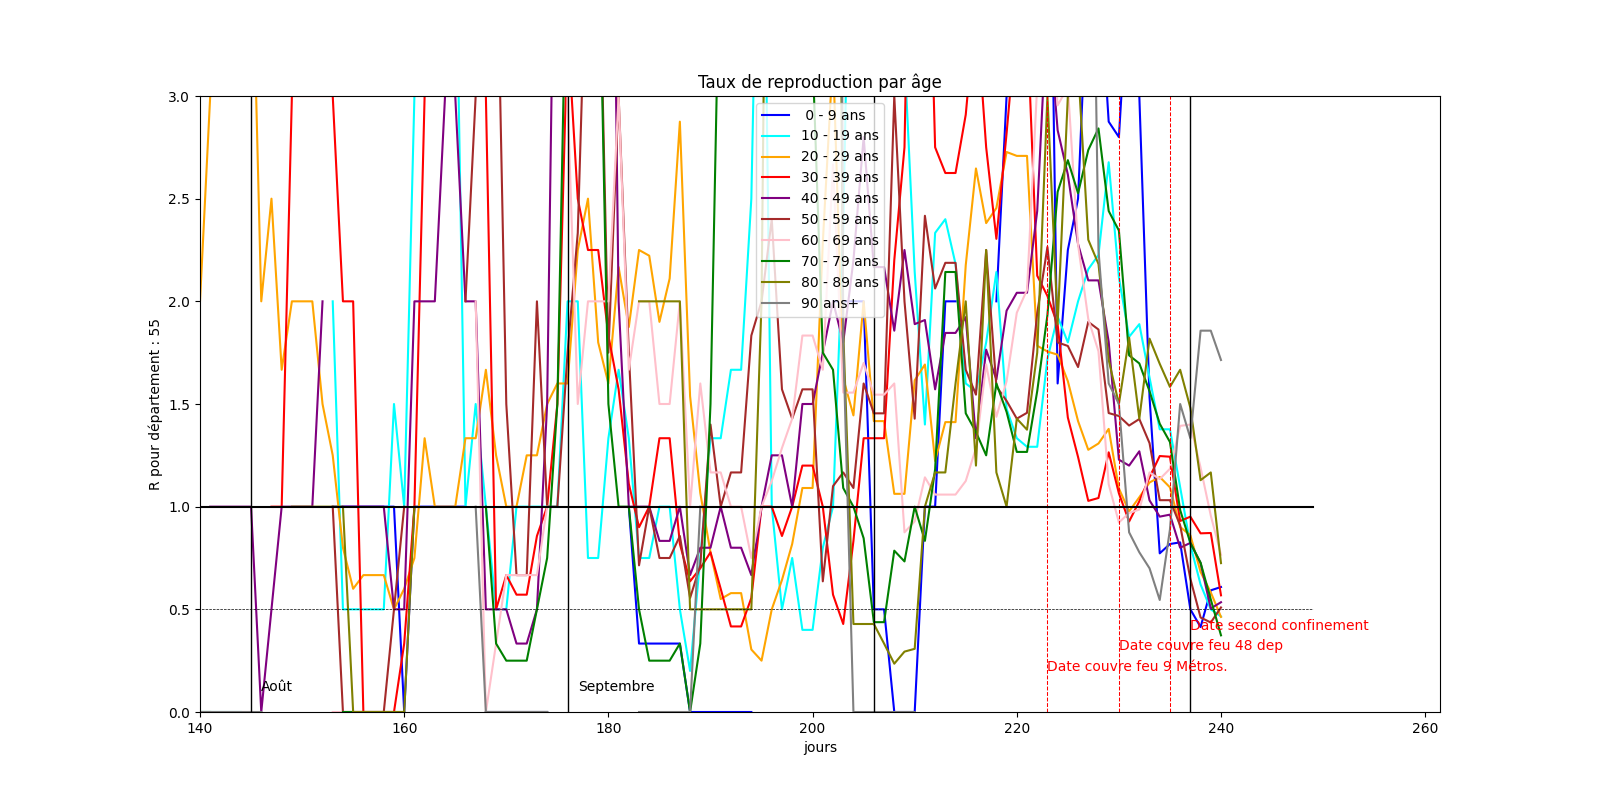 Taux de reproduction par âge
R pour département : 55
3.0
2.5
2.0
1.5
1.0
0.5
0.0
0 - 9 ans
10 - 19 ans
20 - 29 ans
30 - 39 ans
40 - 49 ans
50 - 59 ans
60 - 69 ans
70 - 79 ans
80 - 89 ans
90 ans+
Date second confinement
Date couvre feu 48 dep
Date couvre feu 9 Métros.
Août
Septembre
140
160
180
200
220
240
260
jours